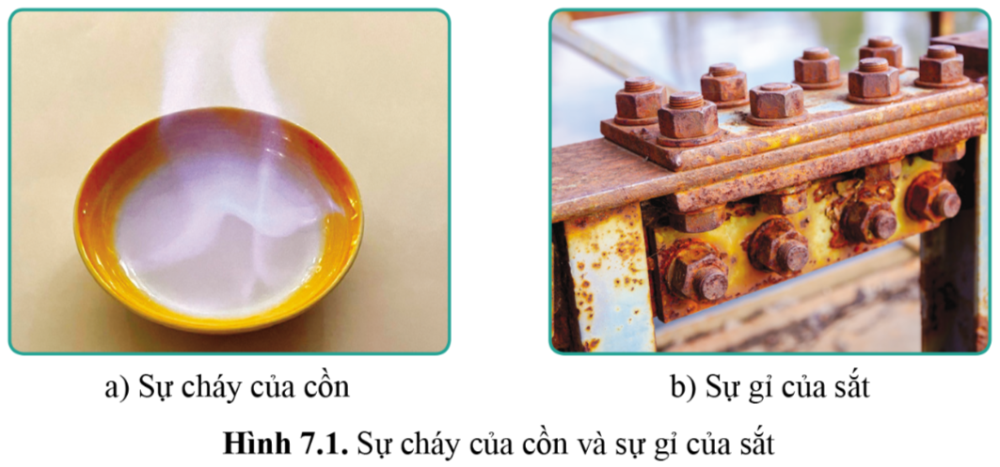 a) Sự cháy của cồn
b) Sự gỉ của sắt
Hình 7.1. Sự cháy của cồn và sự gỉ của sắt